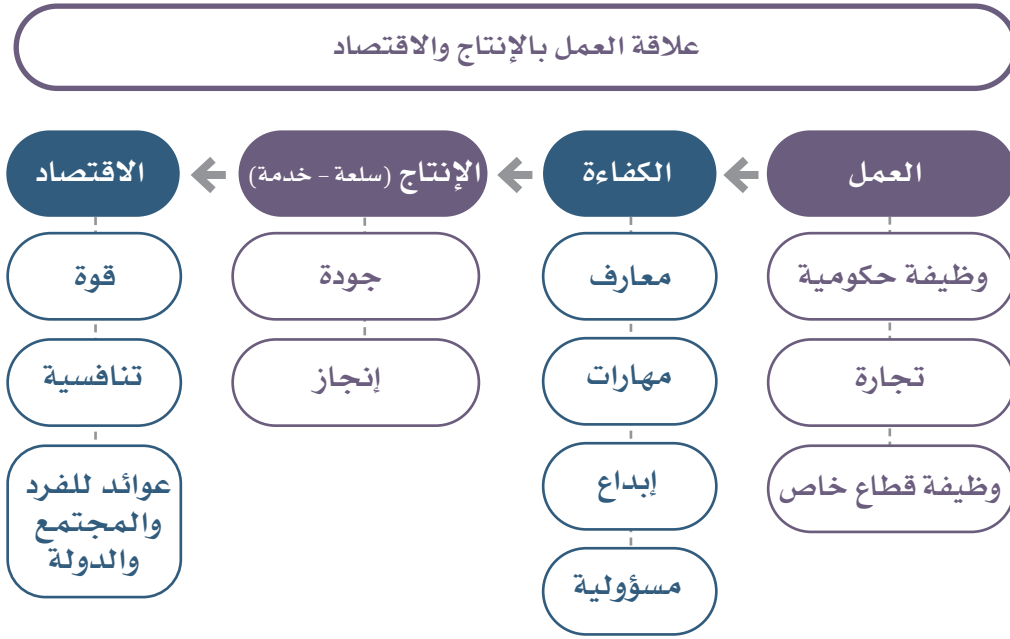 علاقة العمل بالإنتاج والاقتصاد
العمل
الكفاءة
الإنتاج (سلعة - خدمة)
الاقتصاد
وظيفة حكومية
معارف
جودة
قوة
تجارة
مهارات
إنجاز
تنافسية
وظيفة قطاع خاص
إبداع
عوائد للفرد
والمجتمع
والدولة
مسؤولية